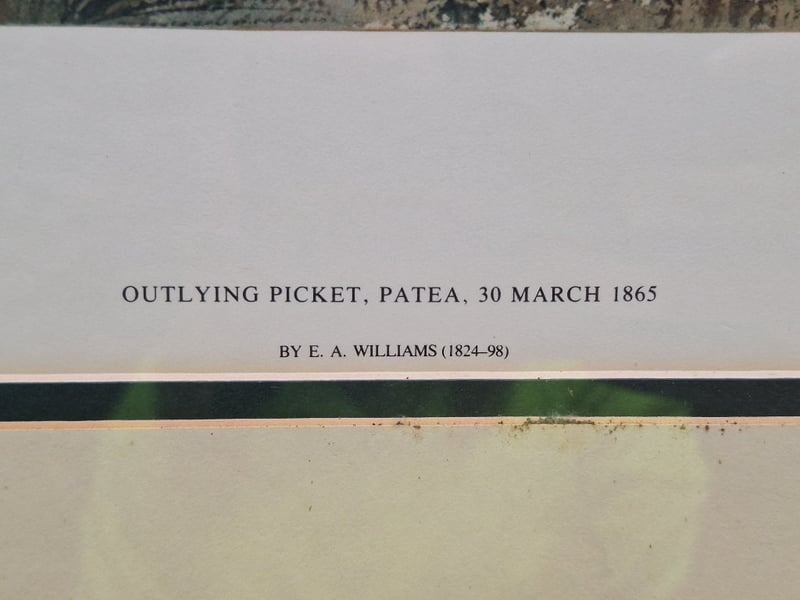 OUTLYING PICKET, PATEA, 30 MARCH 1865
BY E. A. WILLIAMS (1824–98)